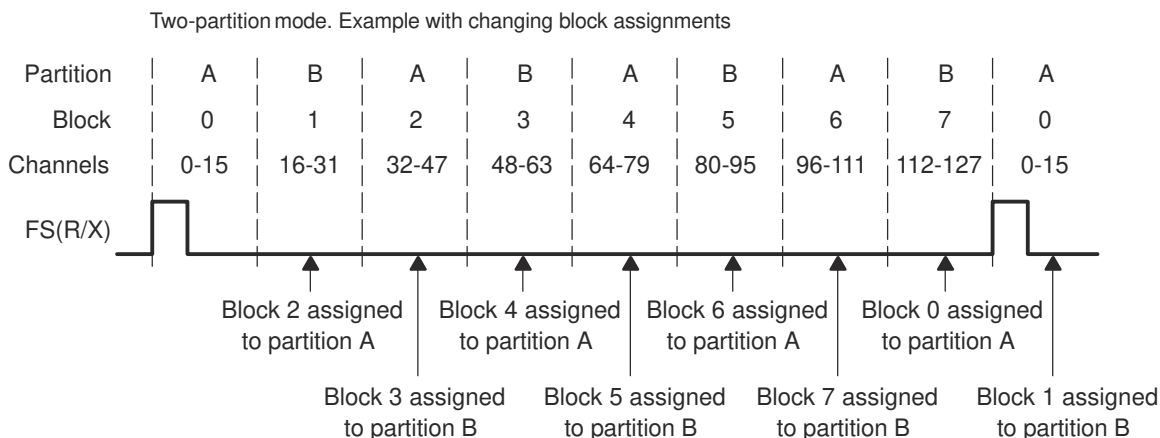 Two-partition mode. Example with changing block assignments
Partition A B A B A B A B A
Block 0 1 2 3 4 5 6 7 0
Channels 0-15 16-31 32-47 48-63 64-79 80-95 96-111 112-127 0-15
FS(R/X)
Block 2 assigned Block 4 assigned Block 6 assigned Block 0 assigned
to partition A to partition A to partition A to partition A
Block 3 assigned Block 5 assigned Block 7 assigned Block 1 assigned
to partition B to partition B to partition B to partition B